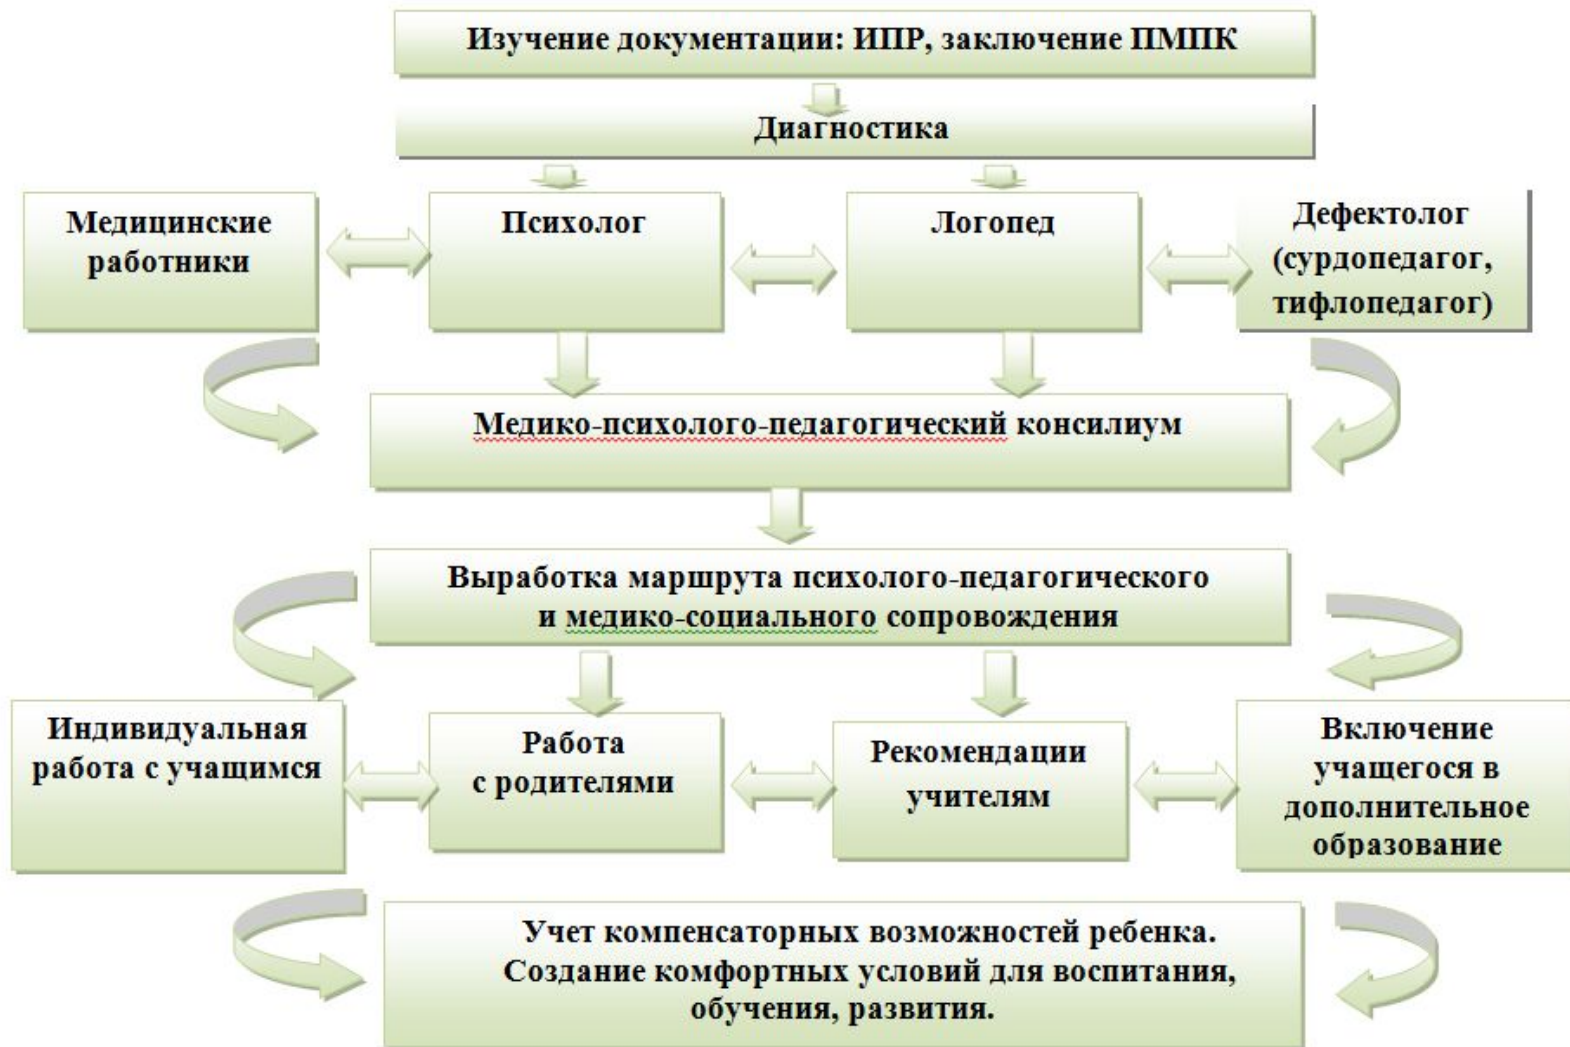 Изучение документации: ИПР, заключение ПМПК
Диагностика
Медицинские
работники
Психолог
Логопед
Дефектолог
(сурдопедагог,
тифлопедагог)
Медико-психолого-педагогический консилиум
Выработка маршрута психолого-педагогического
и медико-социального сопровождения
Индивидуальная
работа с учащимся
Работа
с родителями
Рекомендации
учителям
Включение
учащегося в
дополнительное
образование
Учет компенсаторных возможностей ребенка.
Создание комфортных условий для воспитания,
обучения, развития.